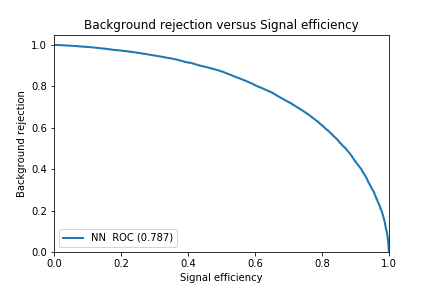 Background rejection versus Signal efficiency
Background rejection
1.0
0.8
0.6
0.4
0.2
0.0
NN ROC (0.787)
0.0 0.2 0.4 0.6 0.8 1.0
Signal efficiency